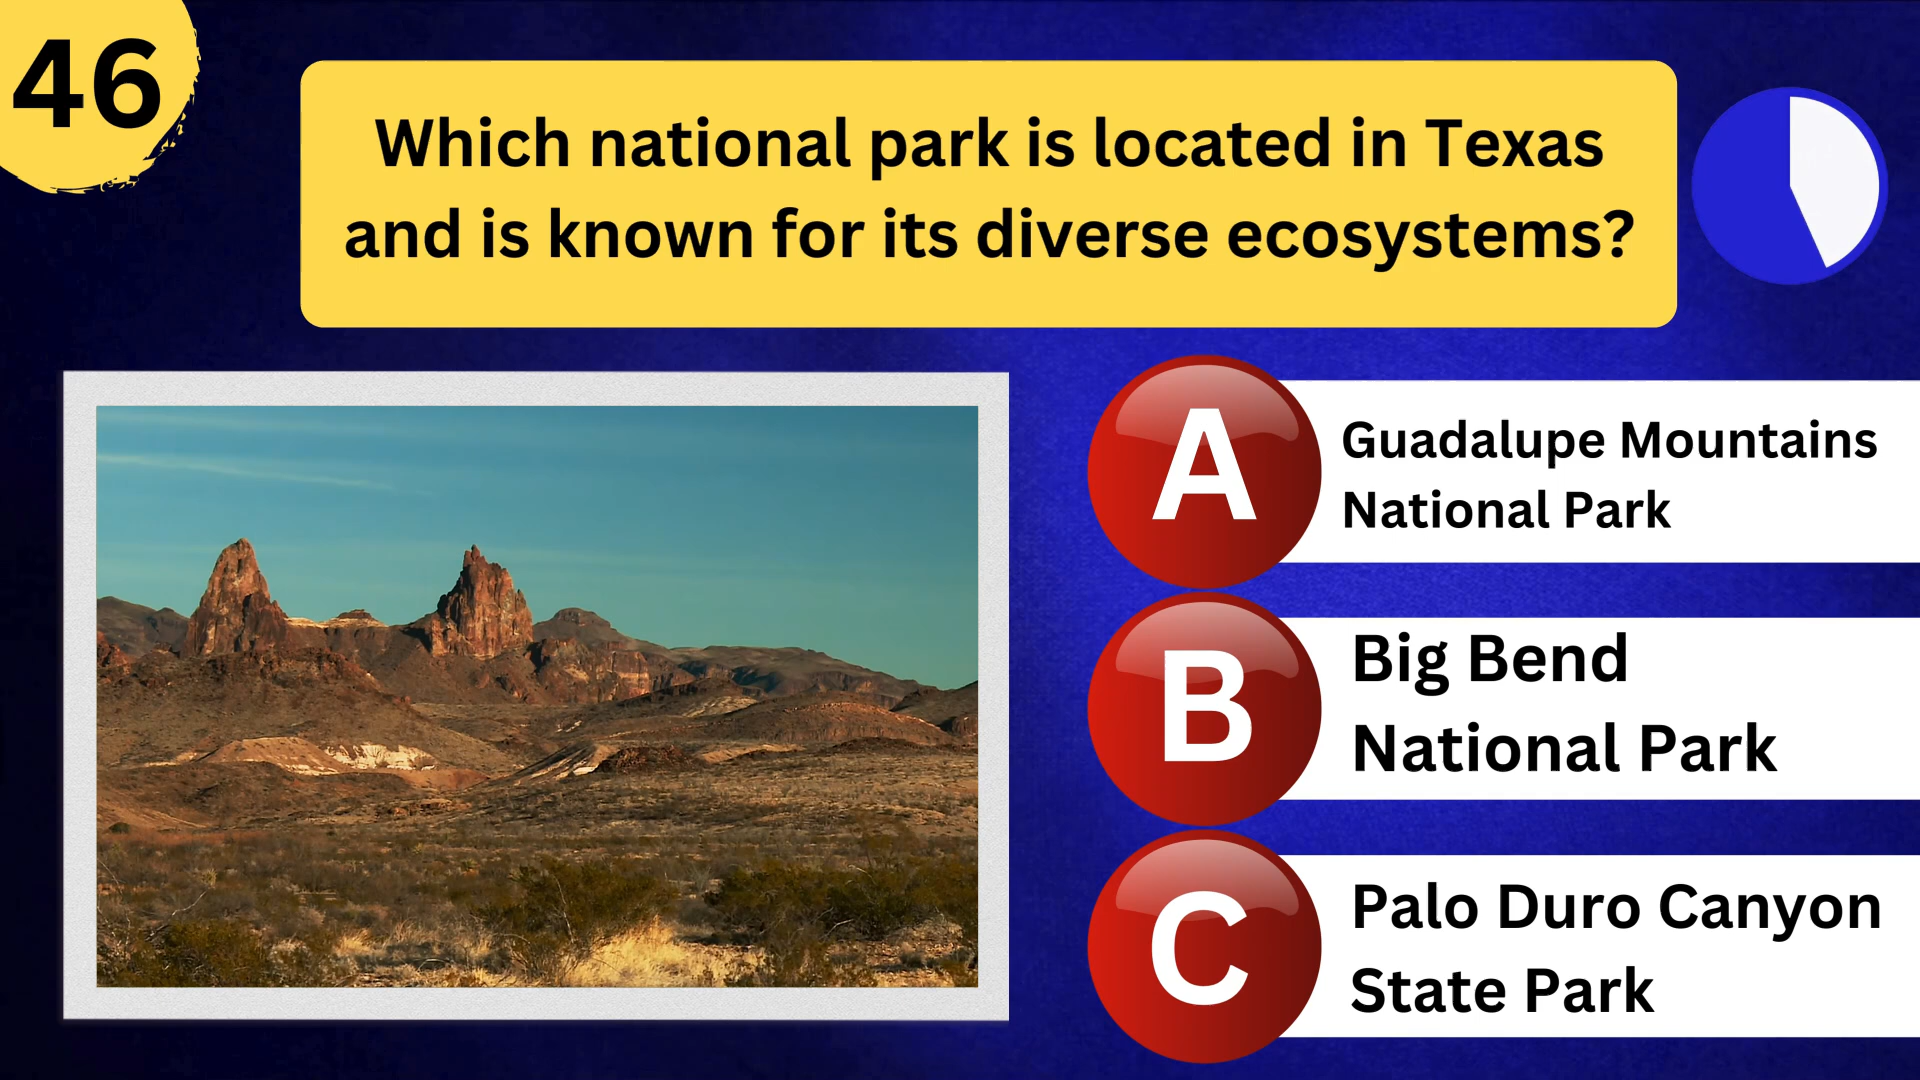 46
Which national park is located in Texas
and is known for its diverse ecosystems?
A
Guadalupe Mountains
National Park
B
Big Bend
National Park
C
Palo Duro Canyon
State Park